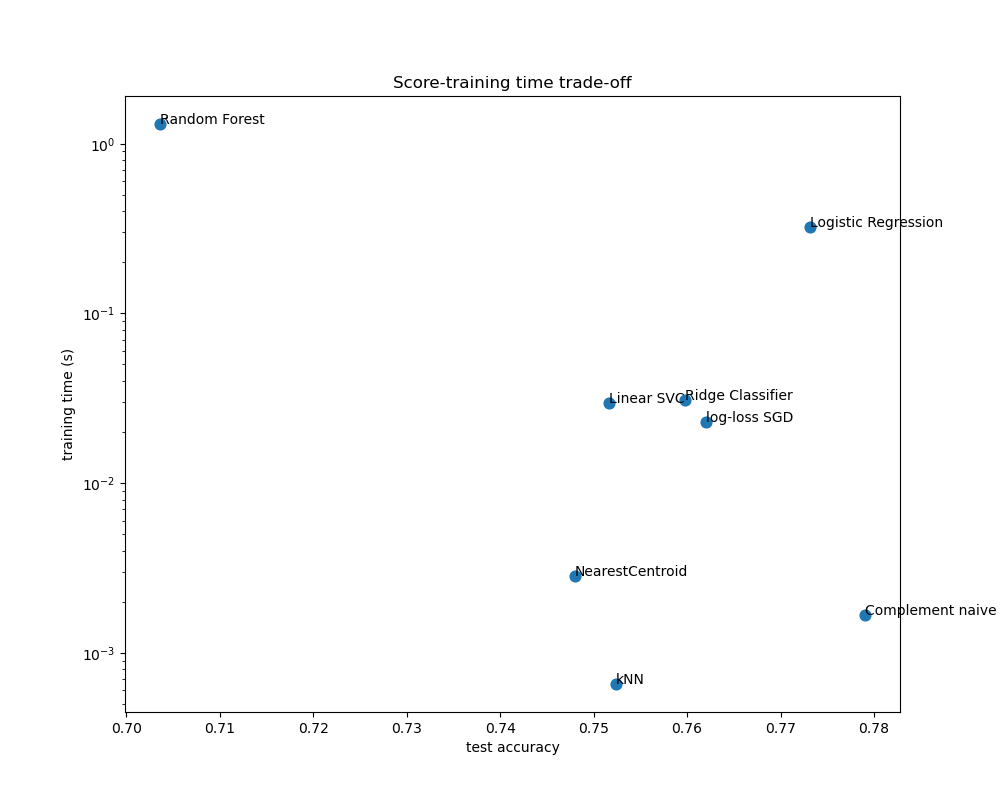 Score-training time trade-off
Random Forest
Logistic Regression
Linear SVC
Ridge Classifier
log-loss SGD
NearestCentroid
Complement naive
kNN
10⁰
10⁻¹
10⁻²
10⁻³
training time (s)
0.70 0.71 0.72 0.73 0.74 0.75 0.76 0.77 0.78
test accuracy